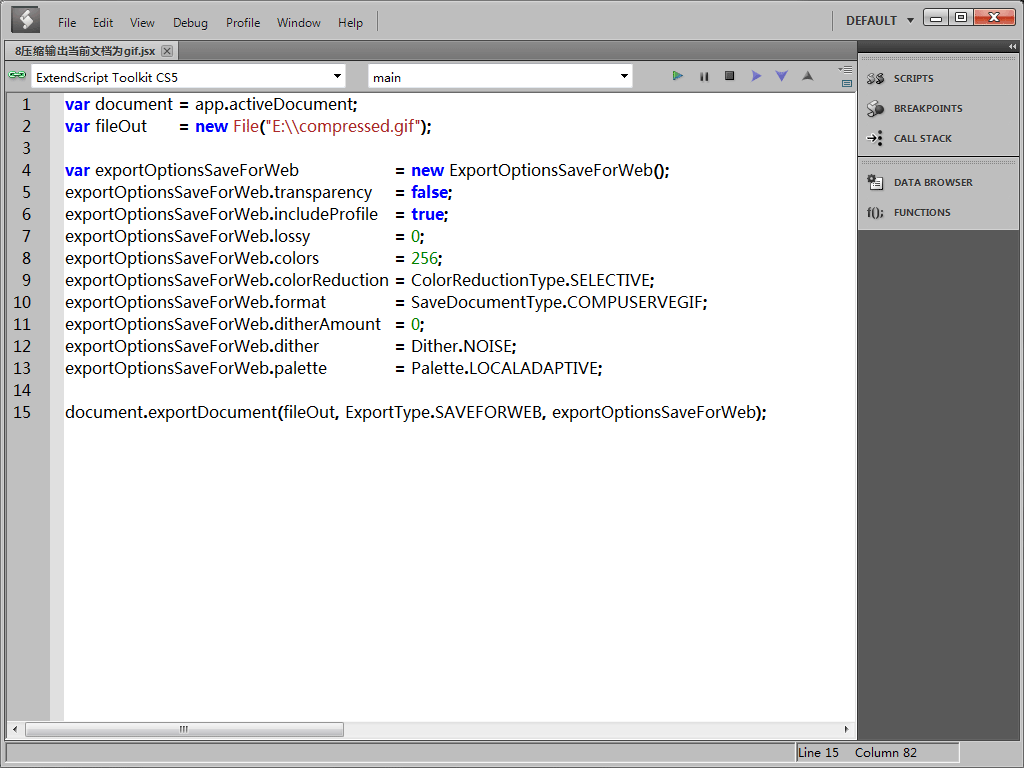 File Edit View Debug Profile Window Help DEFAULT
8压缩输出当前文档为gif.jsx
ExtendScript Toolkit CS5 main
1 var document = app.activeDocument;
2 var fileOut = new File("E:\\compressed.gif");
3
4 var exportOptionsSaveForWeb = new ExportOptionsSaveForWeb();
5 exportOptionsSaveForWeb.transparency = false;
6 exportOptionsSaveForWeb.includeProfile = true;
7 exportOptionsSaveForWeb.lossy = 0;
8 exportOptionsSaveForWeb.colors = 256;
9 exportOptionsSaveForWeb.colorReduction = ColorReductionType.SELECTIVE;
10 exportOptionsSaveForWeb.format = SaveDocumentType.COMPUSERVEGIF;
11 exportOptionsSaveForWeb.ditherAmount = 0;
12 exportOptionsSaveForWeb.dither = Dither.NOISE;
13 exportOptionsSaveForWeb.palette = Palette.LOCALADAPTIVE;
14
15 document.exportDocument(fileOut, ExportType.SAVEFORWEB, exportOptionsSaveForWeb);
SCRIPTS
BREAKPOINTS
CALL STACK
DATA BROWSER
f(); FUNCTIONS
Line 15 Column 82